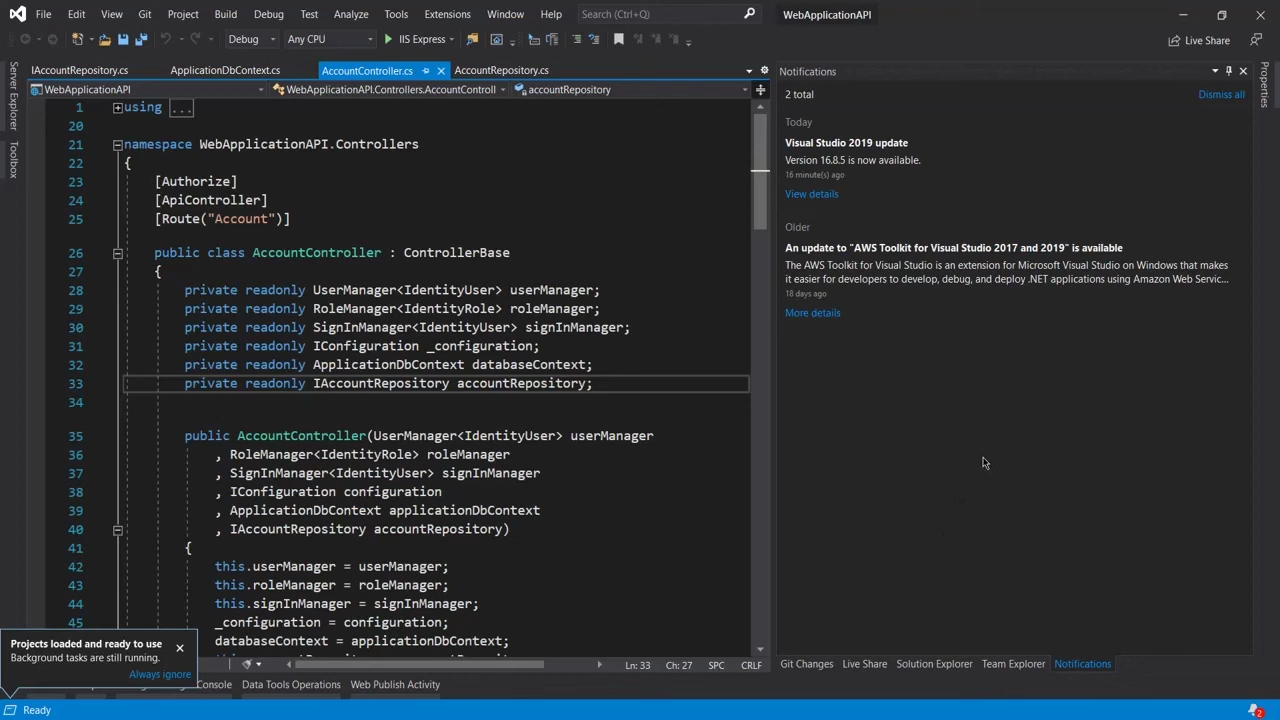 File Edit View Git Project Build Debug Test Analyze Tools Extensions Window Help Search (Ctrl+Q) WebApplicationAPI
Debug Any CPU IIS Express Live Share
IAccountRepository.cs ApplicationDbContext.cs AccountController.cs AccountRepository.cs
WebApplicationAPI WebApplicationAPI.Controllers.AccountControll accountRepository
Server Explorer
Toolbox
1 using ...
20
21 namespace WebApplicationAPI.Controllers
22 {
23 [Authorize]
24 [ApiController]
25 [Route("Account")]
26 public class AccountController : ControllerBase
27 {
28 private readonly UserManager<IdentityUser> userManager;
29 private readonly RoleManager<IdentityRole> roleManager;
30 private readonly SignInManager<IdentityUser> signInManager;
31 private readonly IConfiguration _configuration;
32 private readonly ApplicationDbContext databaseContext;
33 private readonly IAccountRepository accountRepository;
34
35 public AccountController(UserManager<IdentityUser> userManager
36 , RoleManager<IdentityRole> roleManager
37 , SignInManager<IdentityUser> signInManager
38 , IConfiguration configuration
39 , ApplicationDbContext applicationDbContext
40 , IAccountRepository accountRepository)
41 {
42 this.userManager = userManager;
43 this.roleManager = roleManager;
44 this.signInManager = signInManager;
45 _configuration = configuration;
databaseContext = applicationDbContext;
Ln: 33 Ch: 27 SPC CRLF
Notifications
2 total Dismiss all
Today
Visual Studio 2019 update
Version 16.8.5 is now available.
16 minute(s) ago
View details
Older
An update to "AWS Toolkit for Visual Studio 2017 and 2019" is available
The AWS Toolkit for Visual Studio is an extension for Microsoft Visual Studio on Windows that makes
it easier for developers to develop, debug, and deploy .NET applications using Amazon Web Servic...
18 days ago
More details
Git Changes Live Share Solution Explorer Team Explorer Notifications
Properties
Projects loaded and ready to use
Background tasks are still running.
Always ignore
Console Data Tools Operations Web Publish Activity
Ready 2